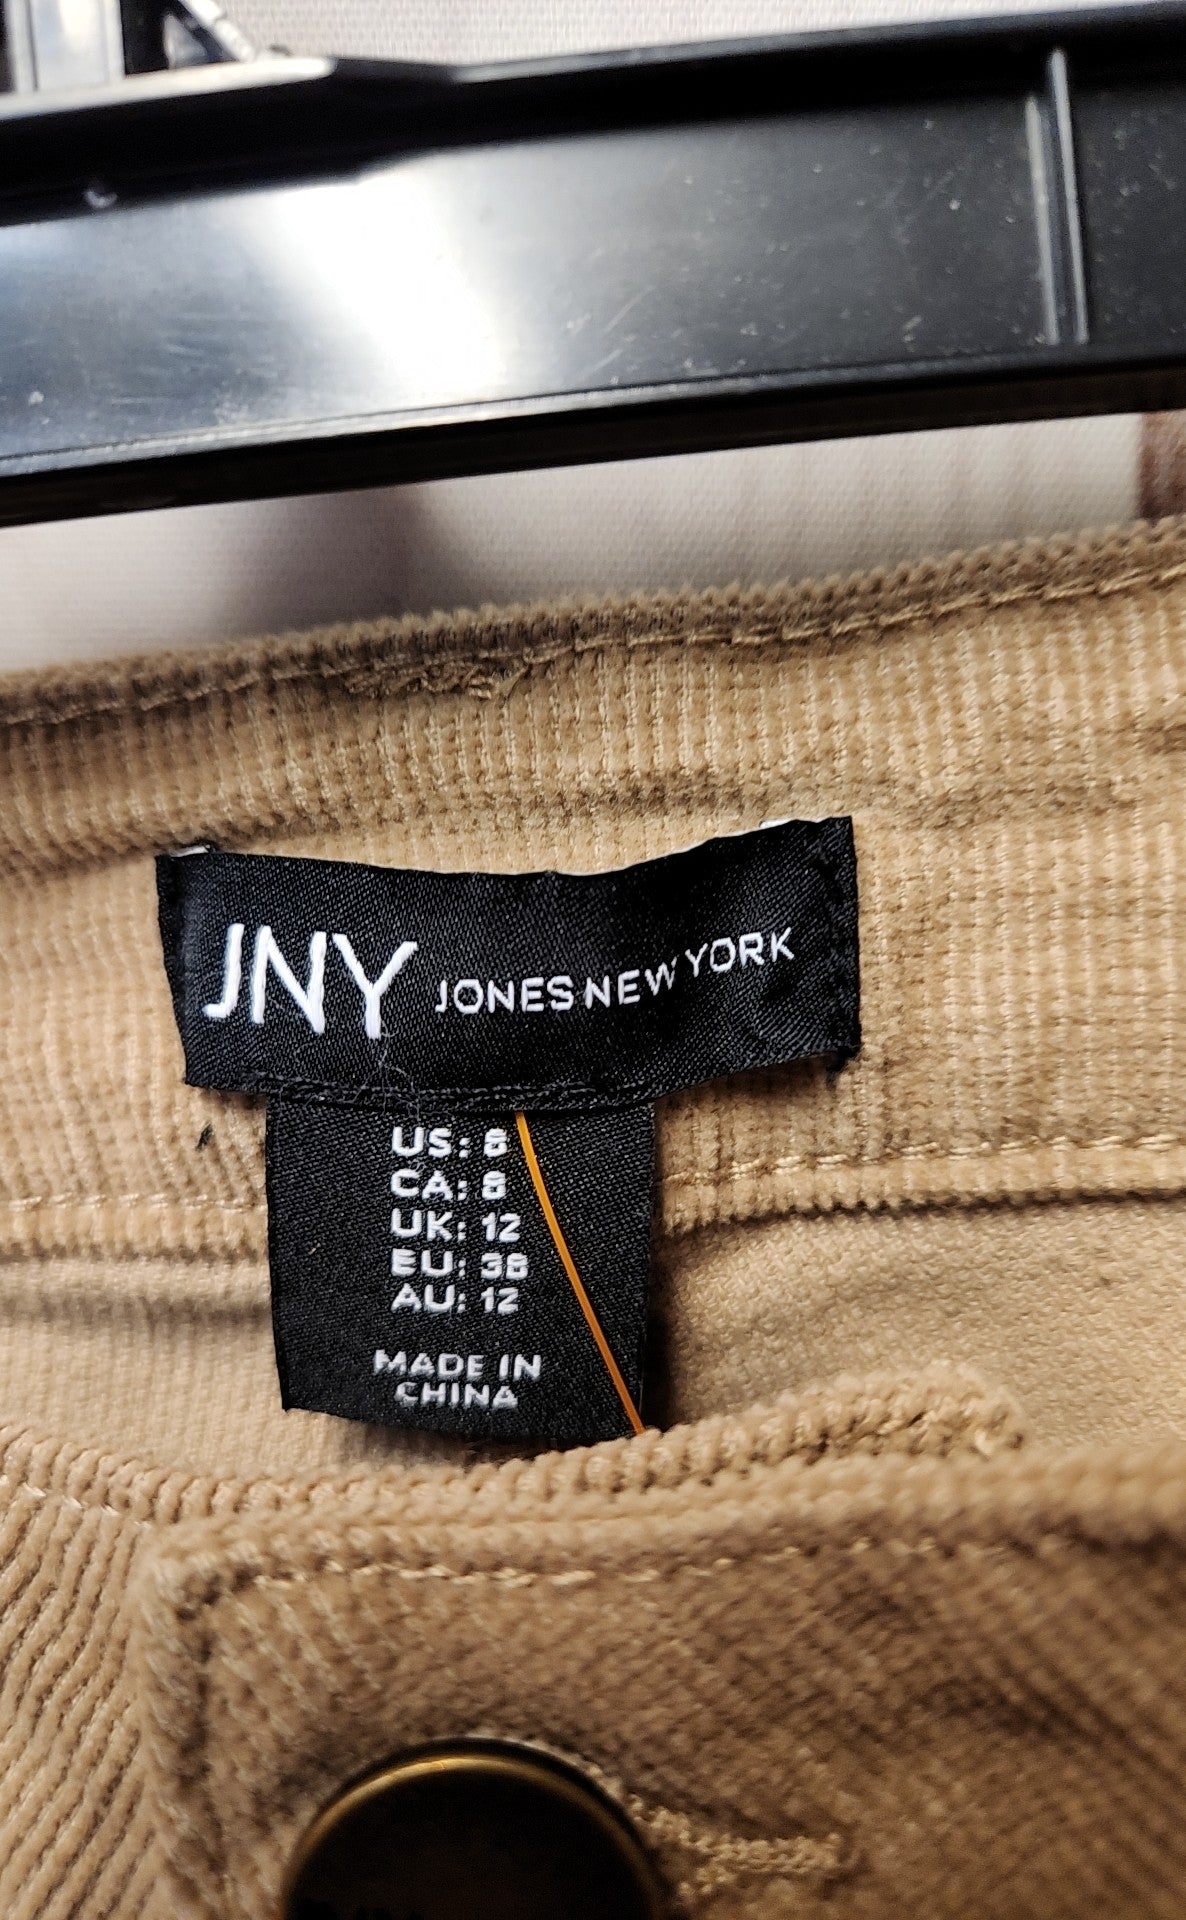 JNY JONES NEW YORK
US: 8
CA: 8
UK: 12
EU: 38
AU: 12
MADE IN
CHINA